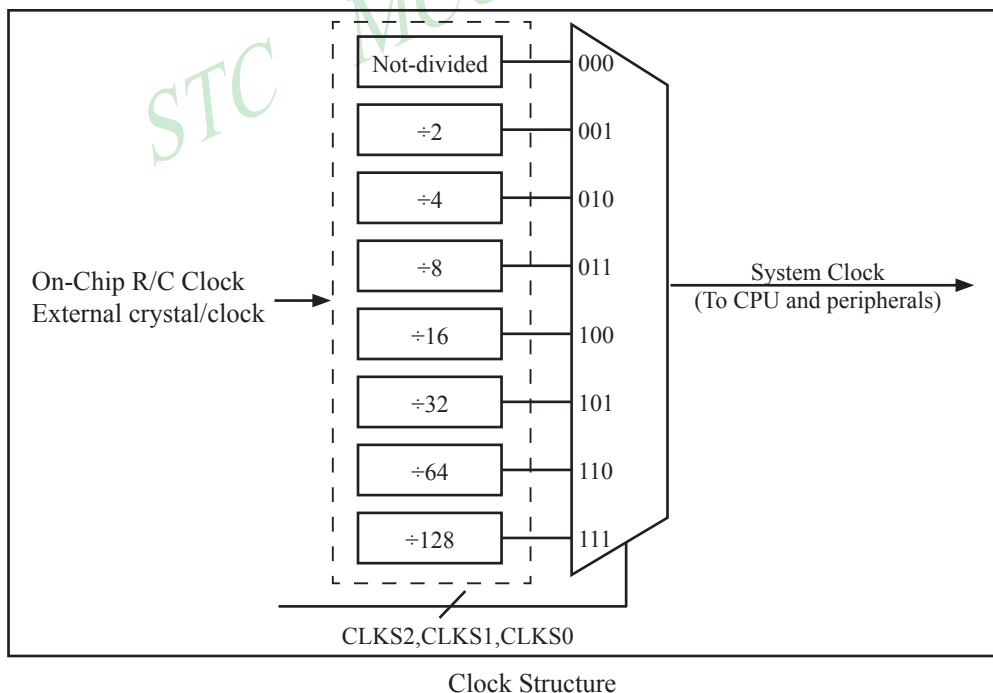 STC MCU
Not-divided
000
÷2
001
÷4
010
÷8
011
On-Chip R/C Clock
External crystal/clock
System Clock
(To CPU and peripherals)
÷16
100
÷32
101
÷64
110
÷128
111
CLKS2,CLKS1,CLKS0
Clock Structure